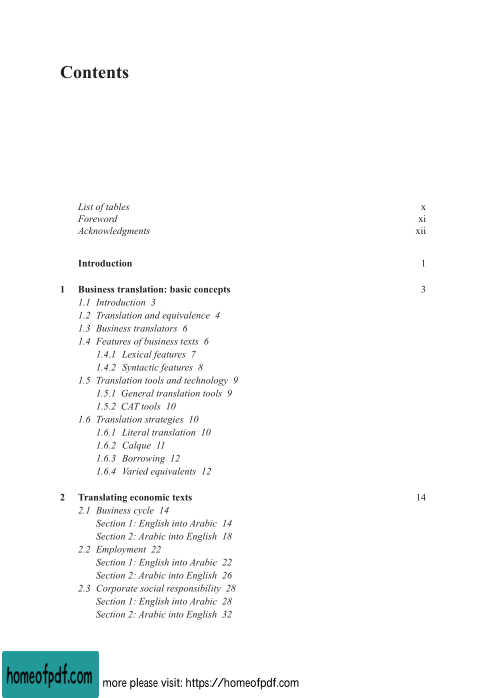 Contents
List of tables x
Foreword xi
Acknowledgments xii
Introduction 1
1 Business translation: basic concepts 3
1.1 Introduction 3
1.2 Translation and equivalence 4
1.3 Business translators 6
1.4 Features of business texts 6
1.4.1 Lexical features 7
1.4.2 Syntactic features 8
1.5 Translation tools and technology 9
1.5.1 General translation tools 9
1.5.2 CAT tools 10
1.6 Translation strategies 10
1.6.1 Literal translation 10
1.6.2 Calque 11
1.6.3 Borrowing 12
1.6.4 Varied equivalents 12
2 Translating economic texts 14
2.1 Business cycle 14
Section 1: English into Arabic 14
Section 2: Arabic into English 18
2.2 Employment 22
Section 1: English into Arabic 22
Section 2: Arabic into English 26
2.3 Corporate social responsibility 28
Section 1: English into Arabic 28
Section 2: Arabic into English 32
homeofpdf.com
more please visit: https://homeofpdf.com